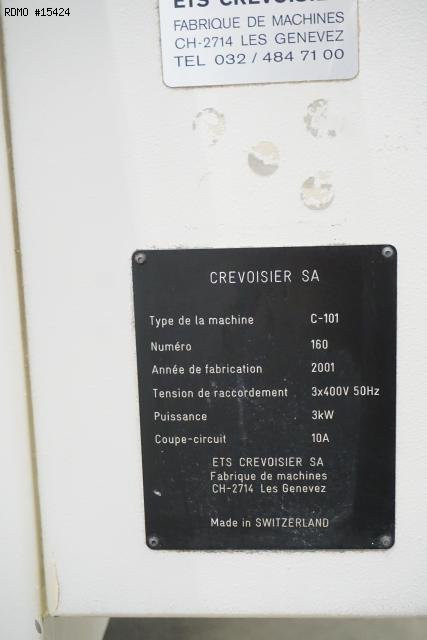 RDMO #15424
ETS CREVOISIER
FABRIQUE DE MACHINES
CH-2714 LES GENEVEZ
TEL 032 / 484 71 00
CREVOISIER SA
Type de la machine C-101
Numéro 160
Année de fabrication 2001
Tension de raccordement 3x400V 50Hz
Puissance 3kW
Coupe-circuit 10A
ETS CREVOISIER SA
Fabrique de machines
CH-2714 Les Genevez
Made in SWITZERLAND